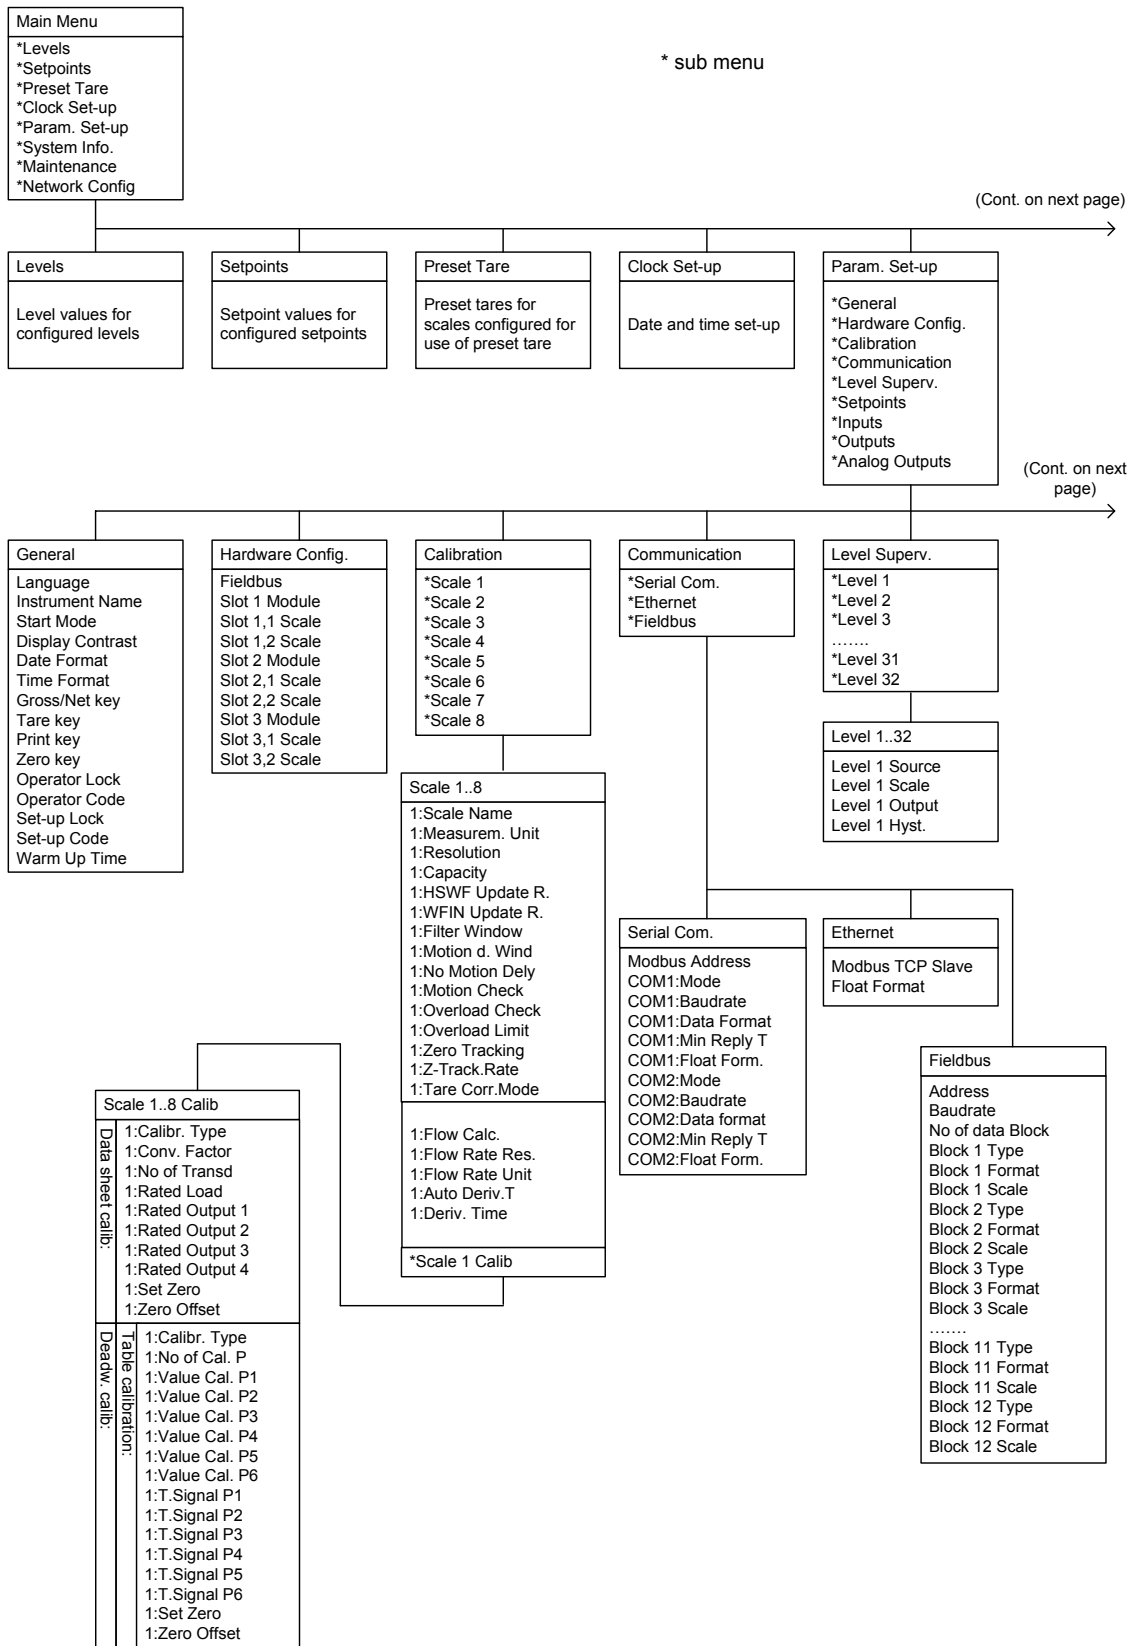 Main Menu
*Levels
*Setpoints
*Preset Tare
*Clock Set-up
*Param. Set-up
*System Info.
*Maintenance
*Network Config
* sub menu
(Cont. on next page)
Levels
Level values for
configured levels
Setpoints
Setpoint values for
configured setpoints
Preset Tare
Preset tares for
scales configured for
use of preset tare
Clock Set-up
Date and time set-up
Param. Set-up
*General
*Hardware Config.
*Calibration
*Communication
*Level Superv.
*Setpoints
*Inputs
*Outputs
*Analog Outputs
(Cont. on next
page)
General
Language
Instrument Name
Start Mode
Display Contrast
Date Format
Time Format
Gross/Net key
Tare key
Print key
Zero key
Operator Lock
Operator Code
Set-up Lock
Set-up Code
Warm Up Time
Hardware Config.
Fieldbus
Slot 1 Module
Slot 1,1 Scale
Slot 1,2 Scale
Slot 2 Module
Slot 2,1 Scale
Slot 2,2 Scale
Slot 3 Module
Slot 3,1 Scale
Slot 3,2 Scale
Calibration
*Scale 1
*Scale 2
*Scale 3
*Scale 4
*Scale 5
*Scale 6
*Scale 7
*Scale 8
Communication
*Serial Com.
*Ethernet
*Fieldbus
Level Superv.
*Level 1
*Level 2
*Level 3
.......
*Level 31
*Level 32
Level 1..32
Level 1 Source
Level 1 Scale
Level 1 Output
Level 1 Hyst.
Scale 1..8
1:Scale Name
1:Measurem. Unit
1:Resolution
1:Capacity
1:HSWF Update R.
1:WFIN Update R.
1:Filter Window
1:Motion d. Wind
1:No Motion Dely
1:Motion Check
1:Overload Check
1:Overload Limit
1:Zero Tracking
1:Z-Track.Rate
1:Tare Corr.Mode
1:Flow Calc.
1:Flow Rate Res.
1:Flow Rate Unit
1:Auto Deriv.T
1:Deriv. Time
*Scale 1 Calib
Serial Com.
Modbus Address
COM1:Mode
COM1:Baudrate
COM1:Data Format
COM1:Min Reply T
COM1:Float Form.
COM2:Mode
COM2:Baudrate
COM2:Data format
COM2:Min Reply T
COM2:Float Form.
Ethernet
Modbus TCP Slave
Float Format
Fieldbus
Address
Baudrate
No of data Block
Block 1 Type
Block 1 Format
Block 1 Scale
Block 2 Type
Block 2 Format
Block 2 Scale
Block 3 Type
Block 3 Format
Block 3 Scale
.......
Block 11 Type
Block 11 Format
Block 11 Scale
Block 12 Type
Block 12 Format
Block 12 Scale
Scale 1..8 Calib
Data sheet calib:
1:Calibr. Type
1:Conv. Factor
1:No of Transd
1:Rated Load
1:Rated Output 1
1:Rated Output 2
1:Rated Output 3
1:Rated Output 4
1:Set Zero
1:Zero Offset
Deadw. calib:
Table calibration:
1:Calibr. Type
1:No of Cal. P
1:Value Cal. P1
1:Value Cal. P2
1:Value Cal. P3
1:Value Cal. P4
1:Value Cal. P5
1:Value Cal. P6
1:T.Signal P1
1:T.Signal P2
1:T.Signal P3
1:T.Signal P4
1:T.Signal P5
1:T.Signal P6
1:Set Zero
1:Zero Offset